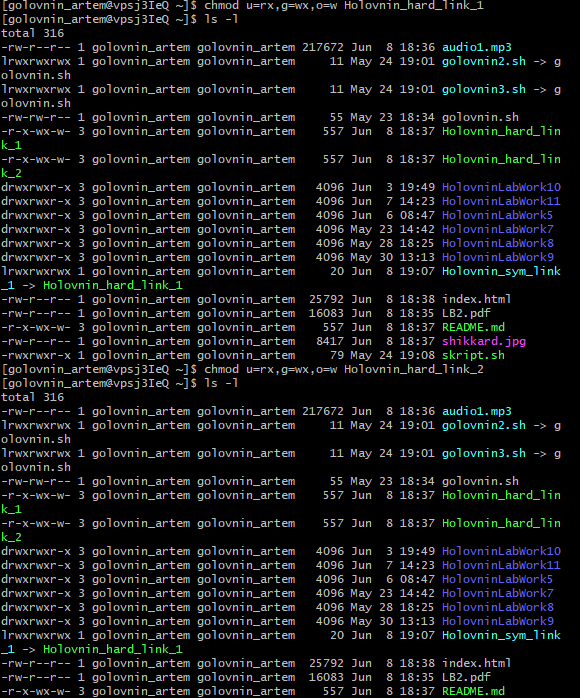 [golovnin_artem@vpsj3IeQ ~]$ chmod u=rx,g=wx,o=w Holovnin_hard_link_1
[golovnin_artem@vpsj3IeQ ~]$ ls -l
total 316
-rw-r--r-- 1 golovnin_artem golovnin_artem 217672 Jun  8 18:36 audio1.mp3
lrwxrwxrwx 1 golovnin_artem golovnin_artem     11 May 24 19:01 golovnin2.sh -> g
olovnin.sh
lrwxrwxrwx 1 golovnin_artem golovnin_artem     11 May 24 19:01 golovnin3.sh -> g
olovnin.sh
-rw-rw-r-- 1 golovnin_artem golovnin_artem     55 May 23 18:34 golovnin.sh
-r-x-wx-w- 3 golovnin_artem golovnin_artem    557 Jun  8 18:37 Holovnin_hard_lin
k_1
-r-x-wx-w- 3 golovnin_artem golovnin_artem    557 Jun  8 18:37 Holovnin_hard_lin
k_2
drwxrwxr-x 3 golovnin_artem golovnin_artem   4096 Jun  3 19:49 HolovninLabWork10
drwxrwxr-x 3 golovnin_artem golovnin_artem   4096 Jun  7 14:23 HolovninLabWork11
drwxrwxr-x 3 golovnin_artem golovnin_artem   4096 Jun  6 08:47 HolovninLabWork5
drwxrwxr-x 3 golovnin_artem golovnin_artem   4096 May 23 14:42 HolovninLabWork7
drwxrwxr-x 3 golovnin_artem golovnin_artem   4096 May 28 18:25 HolovninLabWork8
drwxrwxr-x 3 golovnin_artem golovnin_artem   4096 May 30 13:13 HolovninLabWork9
lrwxrwxrwx 1 golovnin_artem golovnin_artem     20 Jun  8 19:07 Holovnin_sym_link
_1 -> Holovnin_hard_link_1
-rw-r--r-- 1 golovnin_artem golovnin_artem  25792 Jun  8 18:38 index.html
-rw-r--r-- 1 golovnin_artem golovnin_artem  16083 Jun  8 18:35 LB2.pdf
-r-x-wx-w- 3 golovnin_artem golovnin_artem    557 Jun  8 18:37 README.md
-rw-r--r-- 1 golovnin_artem golovnin_artem   8417 Jun  8 18:37 shikkard.jpg
-rwxrwxr-x 1 golovnin_artem golovnin_artem     79 May 24 19:08 skript.sh
[golovnin_artem@vpsj3IeQ ~]$ chmod u=rx,g=wx,o=w Holovnin_hard_link_2
[golovnin_artem@vpsj3IeQ ~]$ ls -l
total 316
-rw-r--r-- 1 golovnin_artem golovnin_artem 217672 Jun  8 18:36 audio1.mp3
lrwxrwxrwx 1 golovnin_artem golovnin_artem     11 May 24 19:01 golovnin2.sh -> g
olovnin.sh
lrwxrwxrwx 1 golovnin_artem golovnin_artem     11 May 24 19:01 golovnin3.sh -> g
olovnin.sh
-rw-rw-r-- 1 golovnin_artem golovnin_artem     55 May 23 18:34 golovnin.sh
-r-x-wx-w- 3 golovnin_artem golovnin_artem    557 Jun  8 18:37 Holovnin_hard_lin
k_1
-r-x-wx-w- 3 golovnin_artem golovnin_artem    557 Jun  8 18:37 Holovnin_hard_lin
k_2
drwxrwxr-x 3 golovnin_artem golovnin_artem   4096 Jun  3 19:49 HolovninLabWork10
drwxrwxr-x 3 golovnin_artem golovnin_artem   4096 Jun  7 14:23 HolovninLabWork11
drwxrwxr-x 3 golovnin_artem golovnin_artem   4096 Jun  6 08:47 HolovninLabWork5
drwxrwxr-x 3 golovnin_artem golovnin_artem   4096 May 23 14:42 HolovninLabWork7
drwxrwxr-x 3 golovnin_artem golovnin_artem   4096 May 28 18:25 HolovninLabWork8
drwxrwxr-x 3 golovnin_artem golovnin_artem   4096 May 30 13:13 HolovninLabWork9
lrwxrwxrwx 1 golovnin_artem golovnin_artem     20 Jun  8 19:07 Holovnin_sym_link
_1 -> Holovnin_hard_link_1
-rw-r--r-- 1 golovnin_artem golovnin_artem  25792 Jun  8 18:38 index.html
-rw-r--r-- 1 golovnin_artem golovnin_artem  16083 Jun  8 18:35 LB2.pdf
-r-x-wx-w- 3 golovnin_artem golovnin_artem    557 Jun  8 18:37 README.md